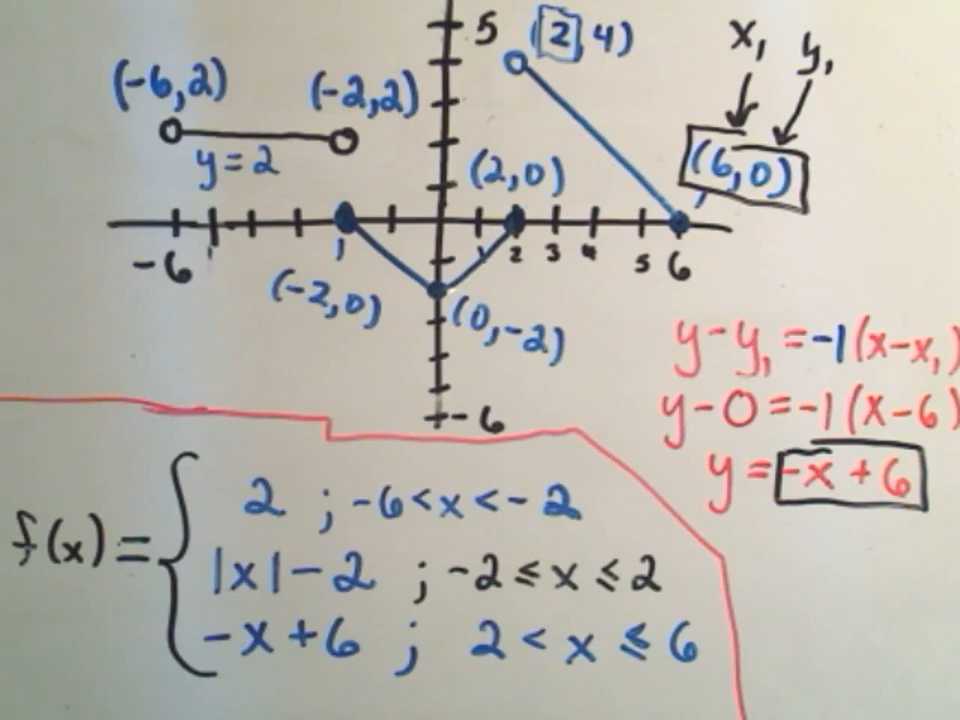 5 (2,4) x₁ y₁
(-6,2) (-2,2)
y=2 (2,0) (6,0)
-6 1 1 2 3 4 5 6
(-2,0) (0,-2)
-6
y-y₁=-1(x-x₁)
y-0=-1(x-6)
y=-x+6
f(x)={
2 ; -6<x<-2
|x|-2 ; -2≤x≤2
-x+6 ; 2<x≤6